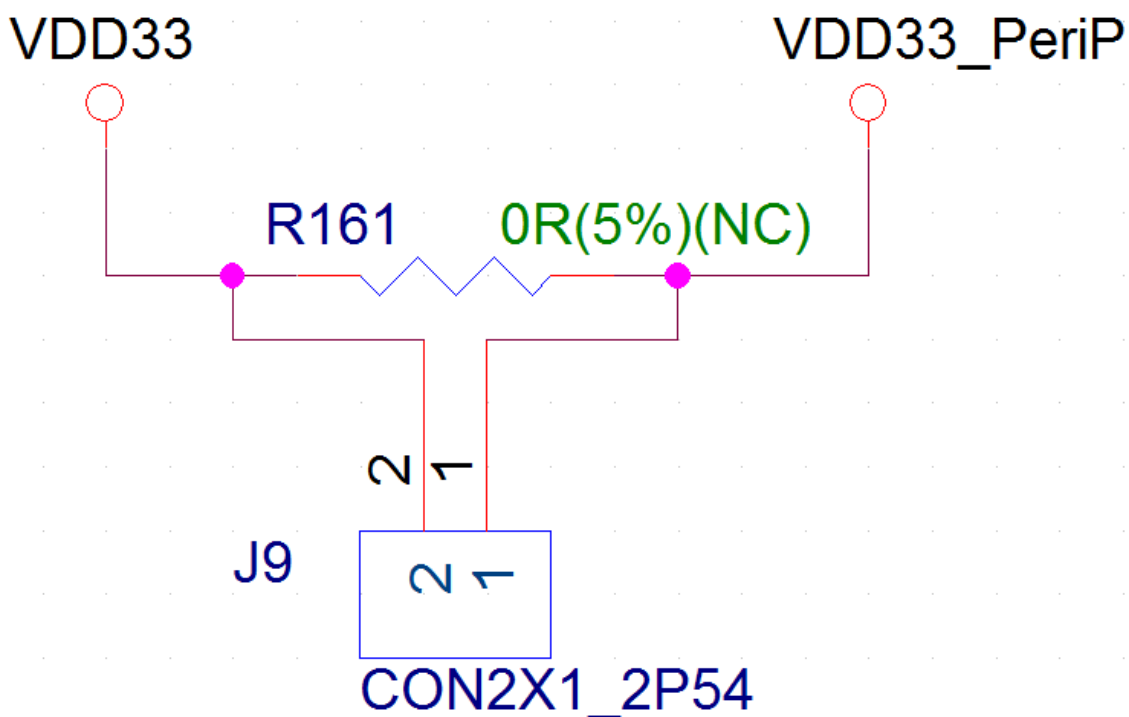 VDD33 VDD33_PeriP
R161 0R(5%)(NC)
2 1
J9 2 1
CON2X1_2P54